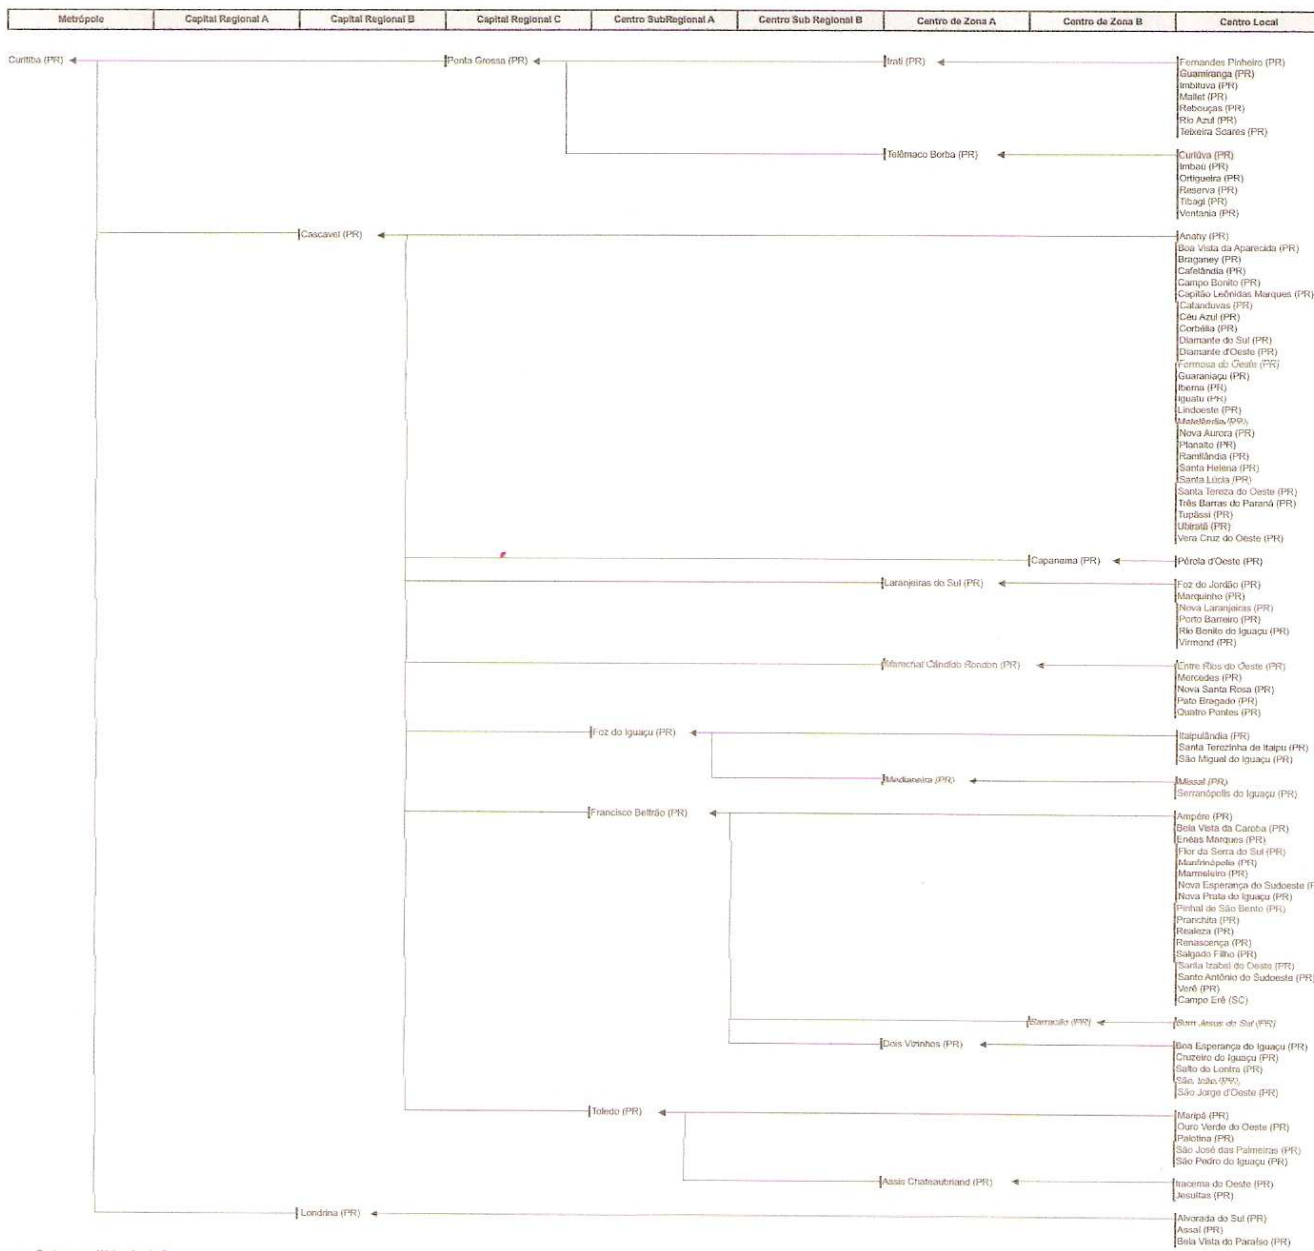 Metrópole Capital Regional A Capital Regional B Capital Regional C Centro SubRegional A Centro Sub Regional B Centro de Zona A Centro de Zona B Centro Local
Curitiba (PR) Ponta Grossa (PR) Irati (PR) Fernandes Pinheiro (PR)
Guamiranga (PR)
Imbituva (PR)
Mallet (PR)
Rebouças (PR)
Rio Azul (PR)
Teixeira Soares (PR)
Telêmaco Borba (PR) Curiúva (PR)
Imbaú (PR)
Ortigueira (PR)
Reserva (PR)
Tibagi (PR)
Ventania (PR)
Cascavel (PR) Anahy (PR)
Boa Vista da Aparecida (PR)
Braganey (PR)
Cafelândia (PR)
Campo Bonito (PR)
Capitão Leônidas Marques (PR)
Catanduvas (PR)
Céu Azul (PR)
Corbélia (PR)
Diamante do Sul (PR)
Diamante d'Oeste (PR)
Formosa do Oeste (PR)
Guaraniaçu (PR)
Ibema (PR)
Iguatu (PR)
Lindoeste (PR)
Matelândia (PR)
Nova Aurora (PR)
Planalto (PR)
Ramilândia (PR)
Santa Helena (PR)
Santa Lúcia (PR)
Santa Tereza do Oeste (PR)
Três Barras do Paraná (PR)
Tupãssi (PR)
Ubiratã (PR)
Vera Cruz do Oeste (PR)
Capanema (PR) Pérola d'Oeste (PR)
Laranjeiras do Sul (PR) Foz do Jordão (PR)
Marquinho (PR)
Nova Laranjeiras (PR)
Porto Barreiro (PR)
Rio Bonito do Iguaçu (PR)
Virmond (PR)
Marechal Cândido Rondon (PR) Entre Rios do Oeste (PR)
Mercedes (PR)
Nova Santa Rosa (PR)
Pato Bragado (PR)
Quatro Pontes (PR)
Foz do Iguaçu (PR) Itaipulândia (PR)
Santa Terezinha de Itaipu (PR)
São Miguel do Iguaçu (PR)
Medianeira (PR) Missal (PR)
Serranópolis do Iguaçu (PR)
Francisco Beltrão (PR) Ampére (PR)
Bela Vista da Caroba (PR)
Enéas Marques (PR)
Flor da Serra do Sul (PR)
Manfrinópolis (PR)
Marmeleiro (PR)
Nova Esperança do Sudoeste (P
Nova Prata do Iguaçu (PR)
Pinhal de São Bento (PR)
Pranchita (PR)
Realeza (PR)
Renascença (PR)
Salgado Filho (PR)
Santa Izabel do Oeste (PR)
Santo Antônio do Sudoeste (PR)
Verê (PR)
Campo Erê (SC)
Barracão (PR) Bom Jesus do Sul (PR)
Dois Vizinhos (PR) Boa Esperança do Iguaçu (PR)
Cruzeiro do Iguaçu (PR)
Salto do Lontra (PR)
São João (PR)
São Jorge d'Oeste (PR)
Toledo (PR) Maripá (PR)
Ouro Verde do Oeste (PR)
Palotina (PR)
São José das Palmeiras (PR)
São Pedro do Iguaçu (PR)
Assis Chateaubriand (PR) Iracema do Oeste (PR)
Jesuítas (PR)
Londrina (PR) Alvorada do Sul (PR)
Assaí (PR)
Bela Vista do Paraíso (PR)